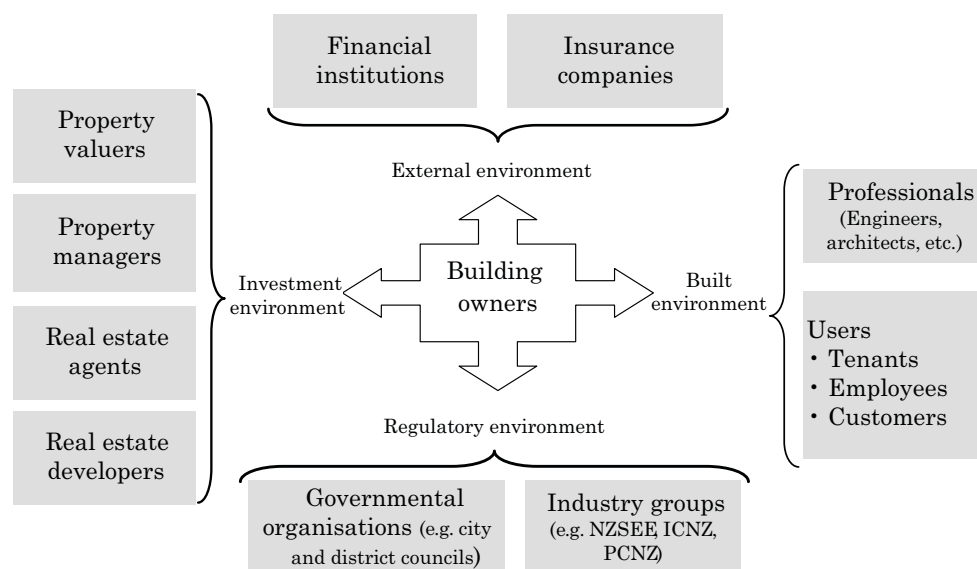 Financial
institutions
Insurance
companies
Property
valuers
Property
managers
Real estate
agents
Real estate
developers
External environment
Investment
environment
Building
owners
Built
environment
Regulatory environment
Professionals
(Engineers,
architects, etc.)
Users
・Tenants
・Employees
・Customers
Governmental
organisations (e.g. city
and district councils)
Industry groups
(e.g. NZSEE, ICNZ,
PCNZ)